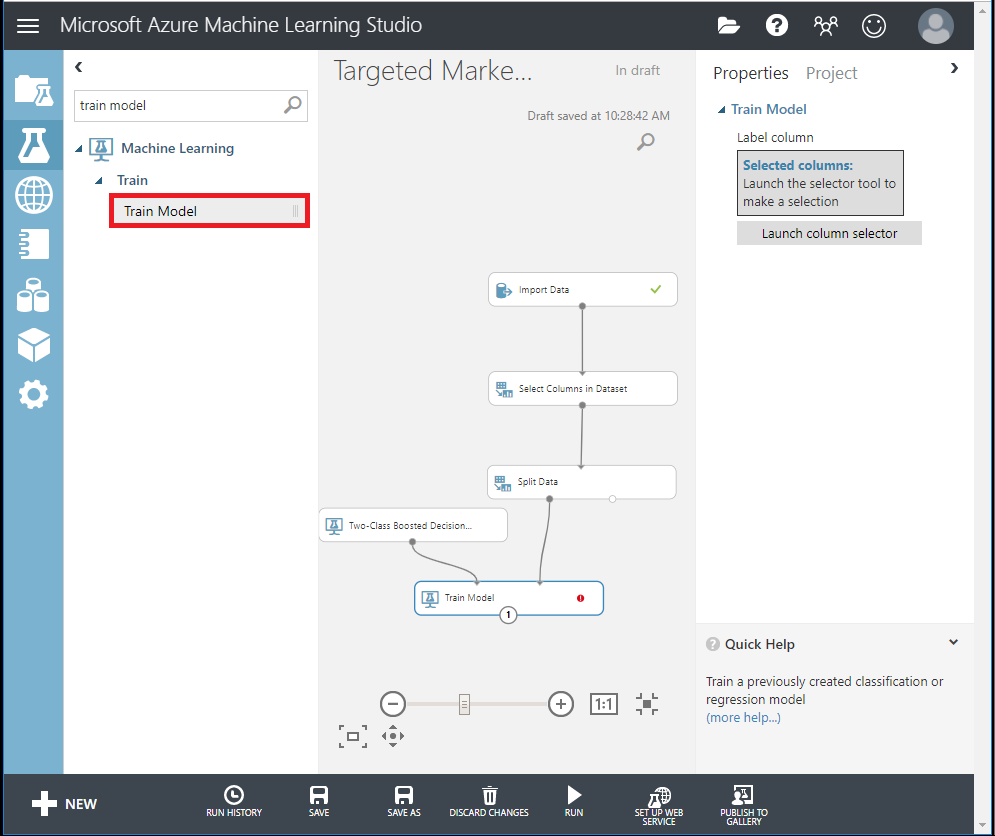 Microsoft Azure Machine Learning Studio
train model
Machine Learning
Train
Train Model
Targeted Marke...
In draft
Draft saved at 10:28:42 AM
Import Data
Select Columns in Dataset
Split Data
Two-Class Boosted Decision...
Train Model
1
1:1
Properties Project
Train Model
Label column
Selected columns:
Launch the selector tool to
make a selection
Launch column selector
Quick Help
Train a previously created classification or
regression model
(more help...)
NEW
RUN HISTORY
SAVE
SAVE AS
DISCARD CHANGES
RUN
SET UP WEB
SERVICE
PUBLISH TO
GALLERY